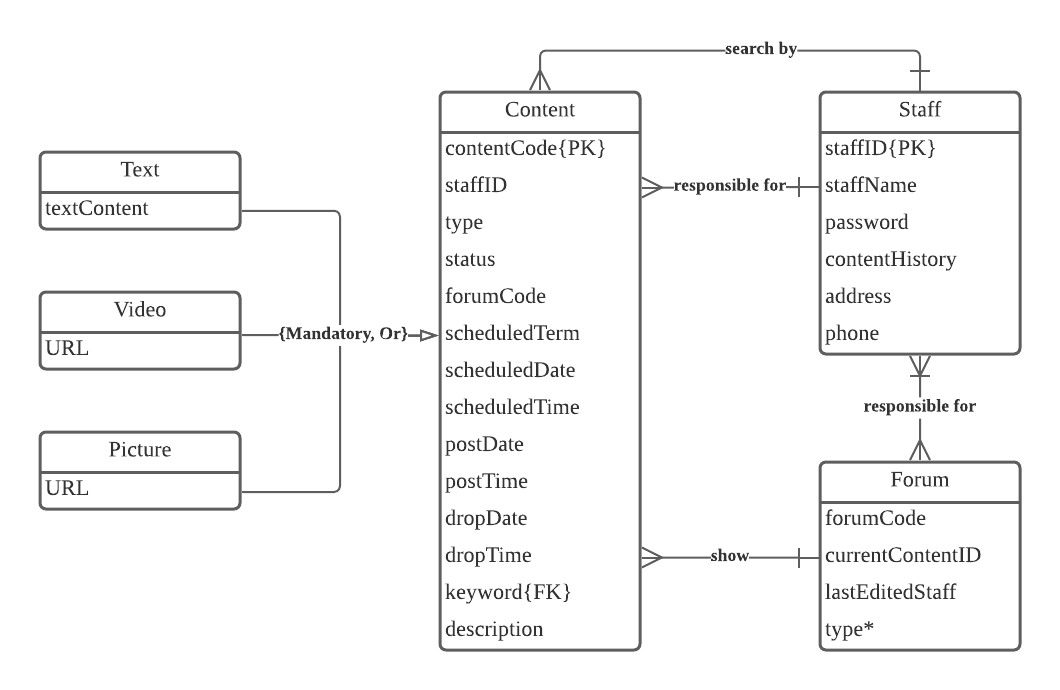 search by
Content
contentCode{PK}
staffID
type
status
forumCode
scheduledTerm
scheduledDate
scheduledTime
postDate
postTime
dropDate
dropTime
keyword{FK}
description
Staff
staffID{PK}
staffName
password
contentHistory
address
phone
Text
textContent
Video
URL
Picture
URL
{Mandatory, Or}
responsible for
responsible for
show
Forum
forumCode
currentContentID
lastEditedStaff
type*